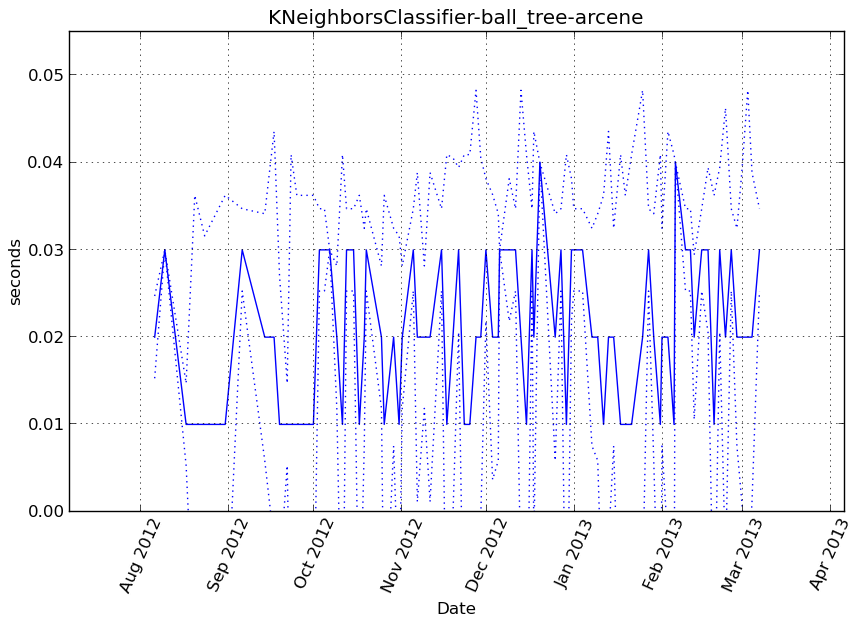 KNeighborsClassifier-ball_tree-arcene
0.05
0.04
0.03
0.02
0.01
0.00
seconds
Aug 2012
Sep 2012
Oct 2012
Nov 2012
Dec 2012
Jan 2013
Feb 2013
Mar 2013
Apr 2013
Date